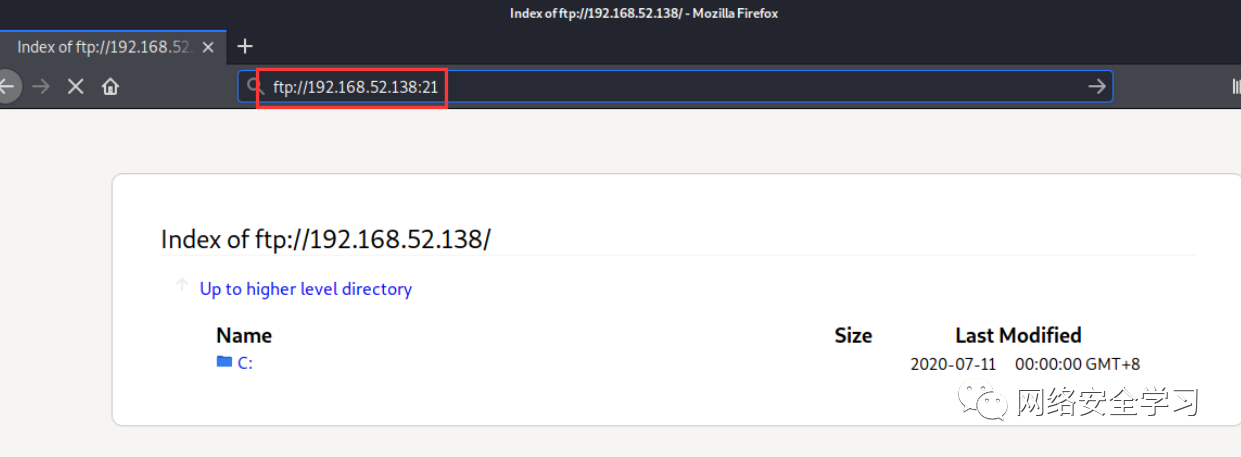 Index of ftp://192.168.52.138/ - Mozilla Firefox
Index of ftp://192.168.52
ftp://192.168.52.138:21
Index of ftp://192.168.52.138/
Up to higher level directory
Name Size Last Modified
C: 2020-07-11 00:00:00 GMT+8
网络安全学习